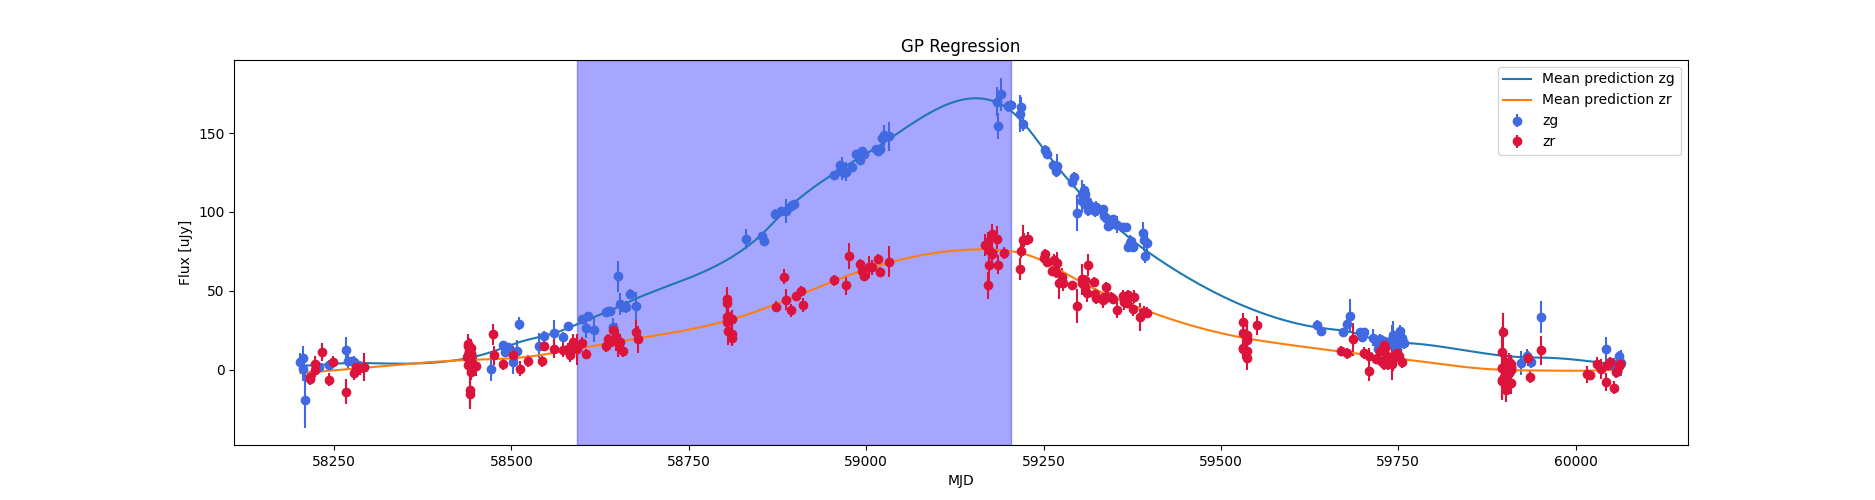 GP Regression
Mean prediction zg
Mean prediction zr
zg
zr
Flux [uJy]
150
100
50
0
58250 58500 58750 59000 59250 59500 59750 60000
MJD